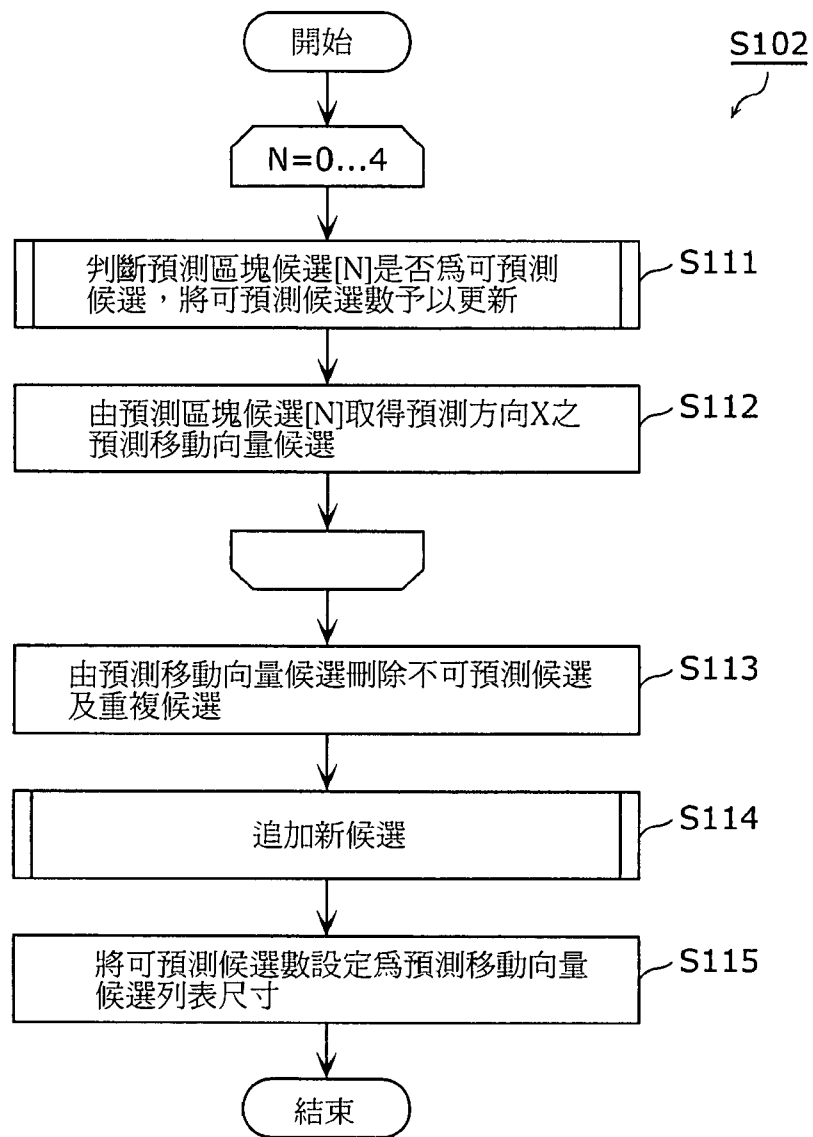 開始
S102
N=0...4
判斷預測區塊候選[N]是否爲可預測
候選，將可預測候選數予以更新
S111
由預測區塊候選[N]取得預測方向X之
預測移動向量候選
S112
由預測移動向量候選刪除不可預測候選
及重複候選
S113
追加新候選
S114
將可預測候選數設定爲預測移動向量
候選列表尺寸
S115
結束